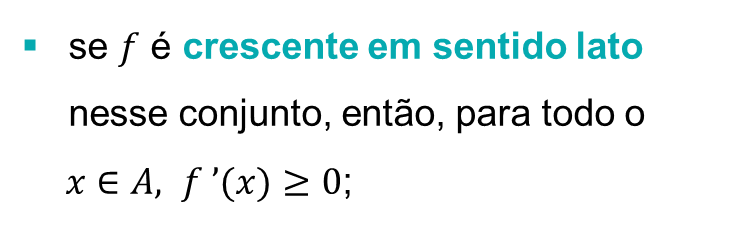 ▪ se 𝑓 é crescente em sentido lato
nesse conjunto, então, para todo o
𝑥 ∈ 𝐴, 𝑓 ’(𝑥) ≥ 0;